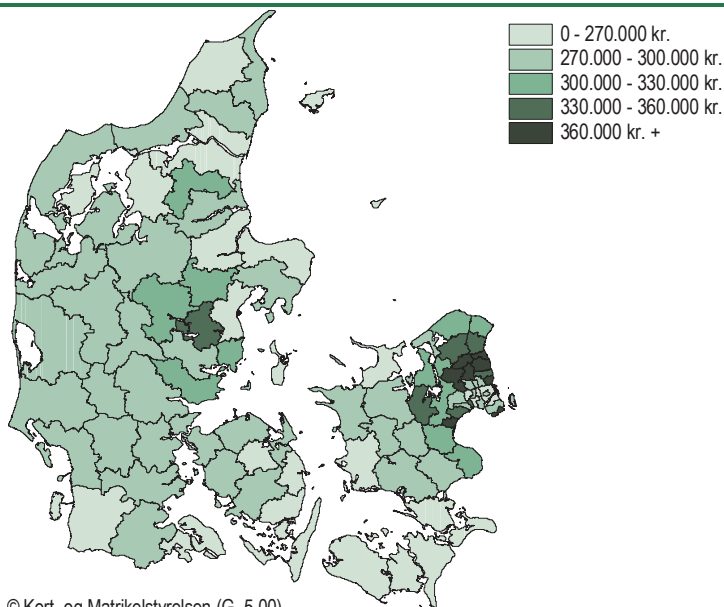 0 - 270.000 kr.
270.000 - 300.000 kr.
300.000 - 330.000 kr.
330.000 - 360.000 kr.
360.000 kr. +
© Kort- og Matrikelstyrelsen (G. 5-00)